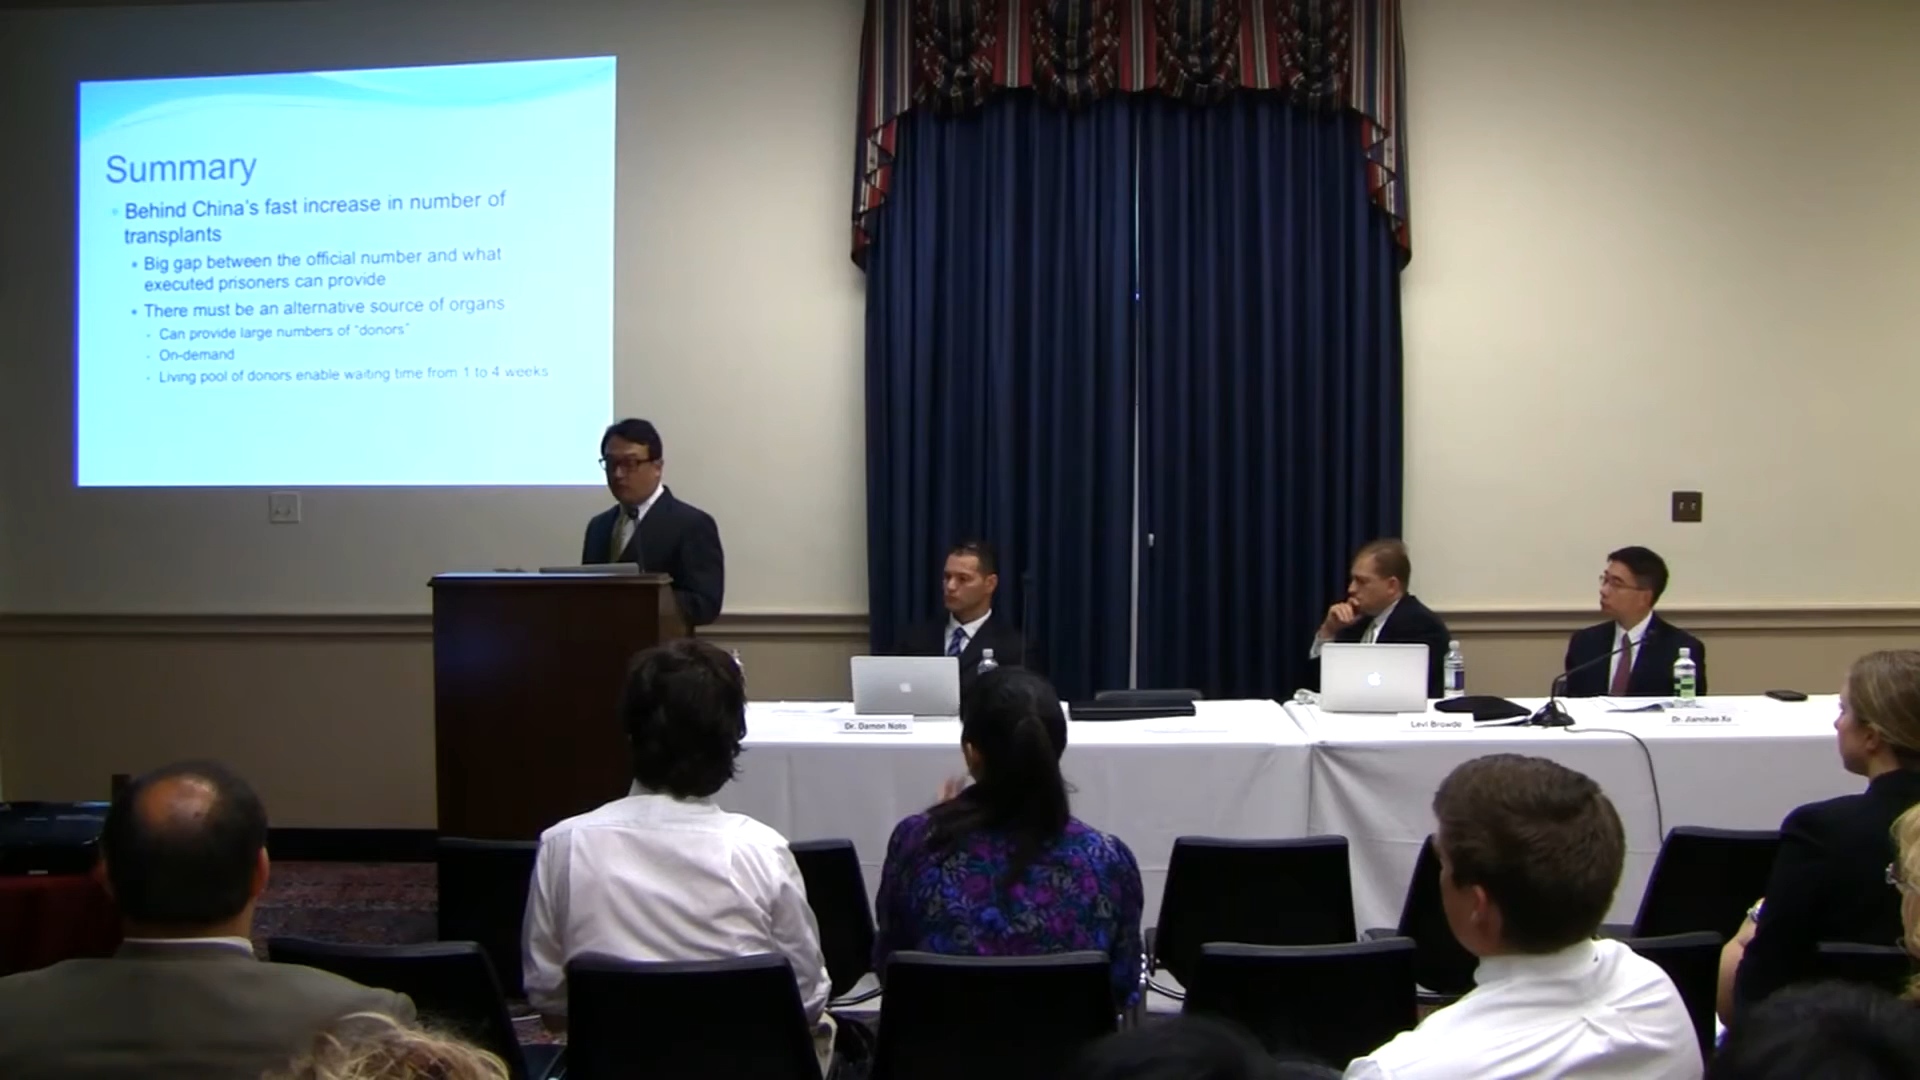 Summary
Behind China's fast increase in number of
transplants
Big gap between the official number and what
executed prisoners can provide
There must be an alternative source of organs
Can provide large numbers of "donors"
On-demand
Living pool of donors enable waiting time from 1 to 4 weeks
Dr. Damon Noto
Levi Browde
Dr. Jianchao Xu